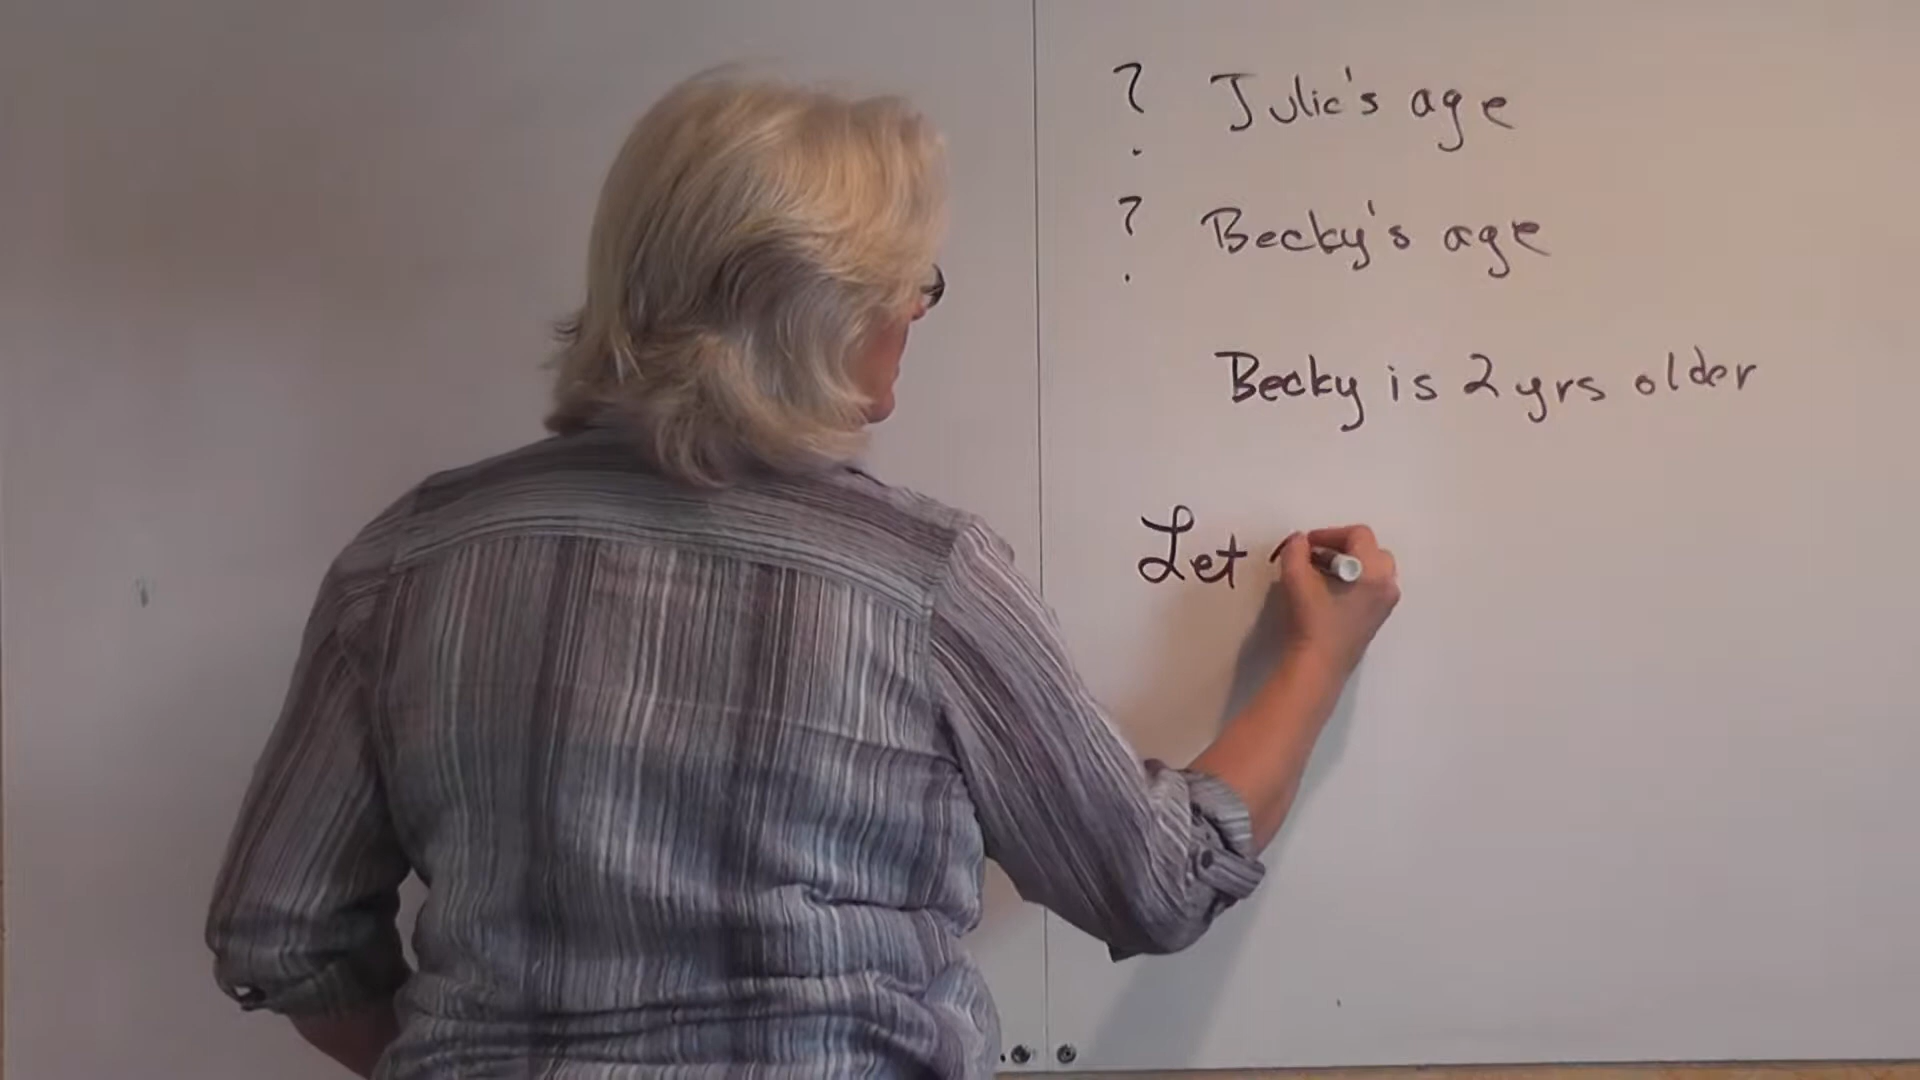 ? Julie's age
? Becky's age
Becky is 2 yrs older
Let